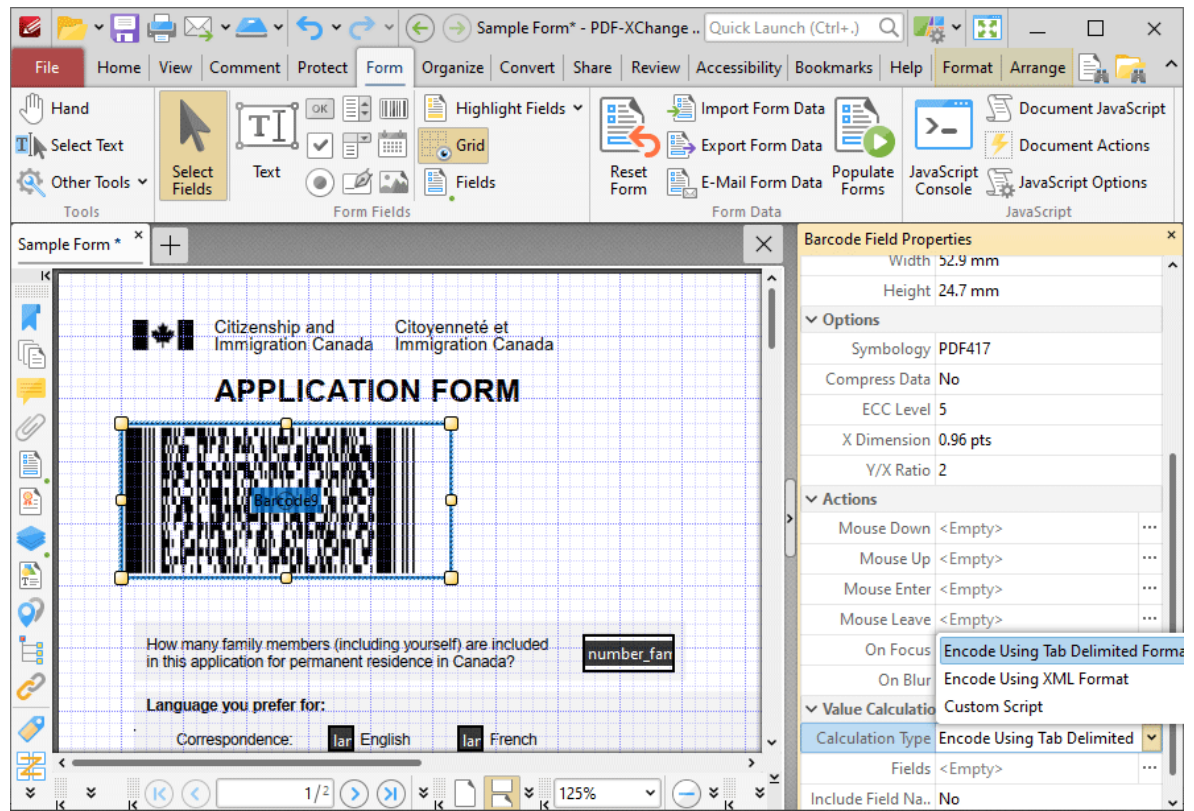 Sample Form* - PDF-XChange ..
Quick Launch (Ctrl+.)
File Home View Comment Protect Form Organize Convert Share Review Accessibility Bookmarks Help Format Arrange
Hand
Select Text
Other Tools
Tools
Select Fields
Text
OK
Highlight Fields
Grid
Fields
Form Fields
Reset Form
Import Form Data
Export Form Data
E-Mail Form Data
Populate Forms
Form Data
JavaScript Console
Document JavaScript
Document Actions
JavaScript Options
JavaScript
Sample Form *
Citizenship and Immigration Canada
Citoyenneté et Immigration Canada
APPLICATION FORM
Barcode9
How many family members (including yourself) are included
in this application for permanent residence in Canada?
number_fan
Language you prefer for:
Correspondence: lar English lar French
1/2
125%
Barcode Field Properties
Width 52.9 mm
Height 24.7 mm
Options
Symbology PDF417
Compress Data No
ECC Level 5
X Dimension 0.96 pts
Y/X Ratio 2
Actions
Mouse Down <Empty> ...
Mouse Up <Empty> ...
Mouse Enter <Empty> ...
Mouse Leave <Empty> ...
On Focus
On Blur
Encode Using Tab Delimited Forma
Encode Using XML Format
Custom Script
Value Calculatio
Calculation Type Encode Using Tab Delimited
Fields <Empty> ...
Include Field Na.. No